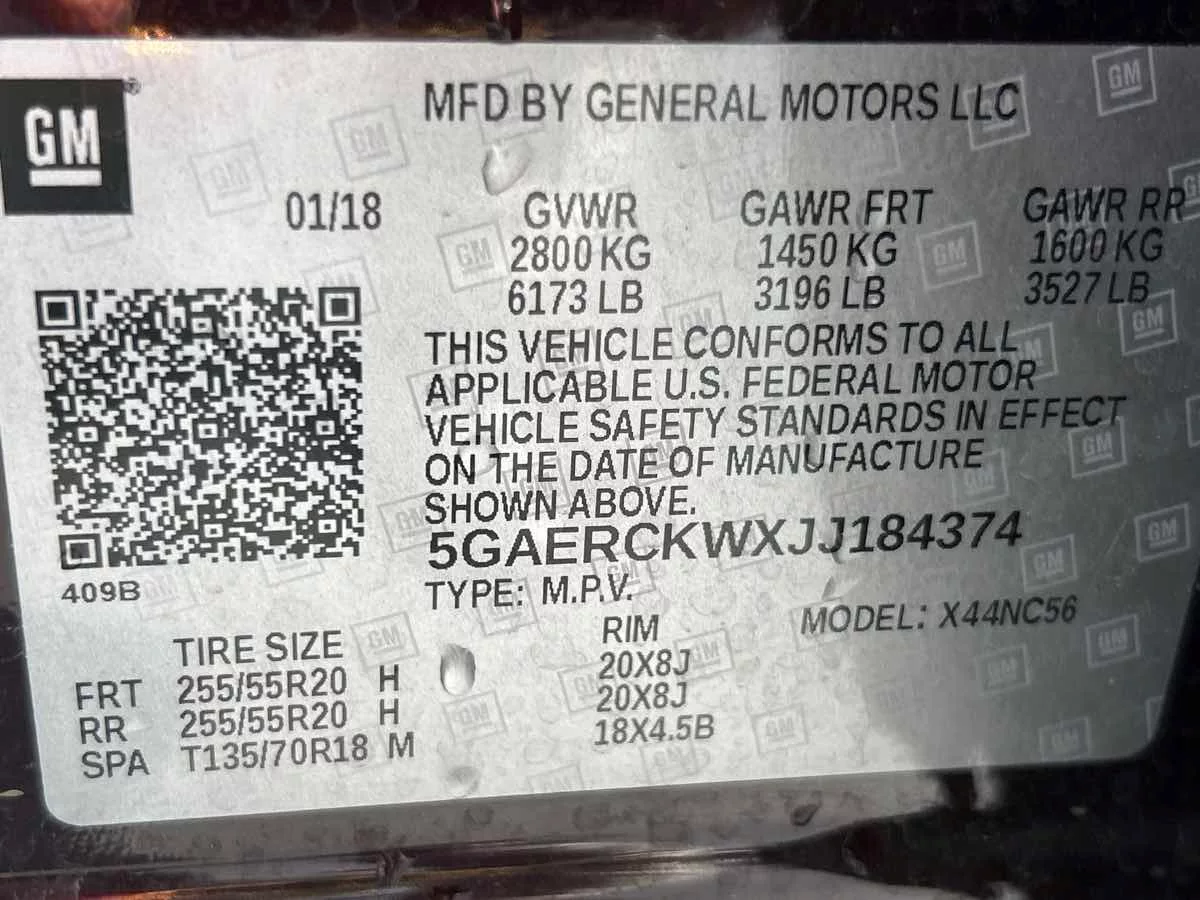 GM
MFD BY GENERAL MOTORS LLC
01/18 GVWR GAWR FRT GAWR RR
2800 KG 1450 KG 1600 KG
6173 LB 3196 LB 3527 LB
THIS VEHICLE CONFORMS TO ALL
APPLICABLE U.S. FEDERAL MOTOR
VEHICLE SAFETY STANDARDS IN EFFECT
ON THE DATE OF MANUFACTURE
SHOWN ABOVE.
5GAERCKWXJJ184374
409B
TYPE: M.P.V. MODEL: X44NC56
TIRE SIZE RIM
FRT 255/55R20 H 20X8J
RR 255/55R20 H 20X8J
SPA T135/70R18 M 18X4.5B